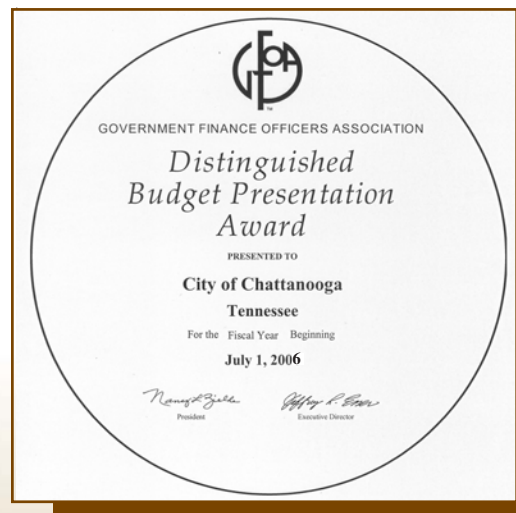 GFOA
TM
GOVERNMENT FINANCE OFFICERS ASSOCIATION
Distinguished
Budget Presentation
Award
PRESENTED TO
City of Chattanooga
Tennessee
For the Fiscal Year Beginning
July 1, 2006
President Executive Director